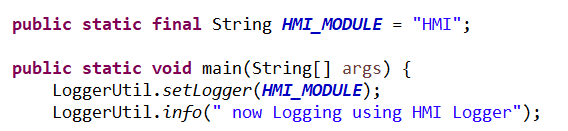 public static final String HMI_MODULE = "HMI";
public static void main(String[] args) {
LoggerUtil.setLogger(HMI_MODULE);
LoggerUtil.info(" now Logging using HMI Logger");